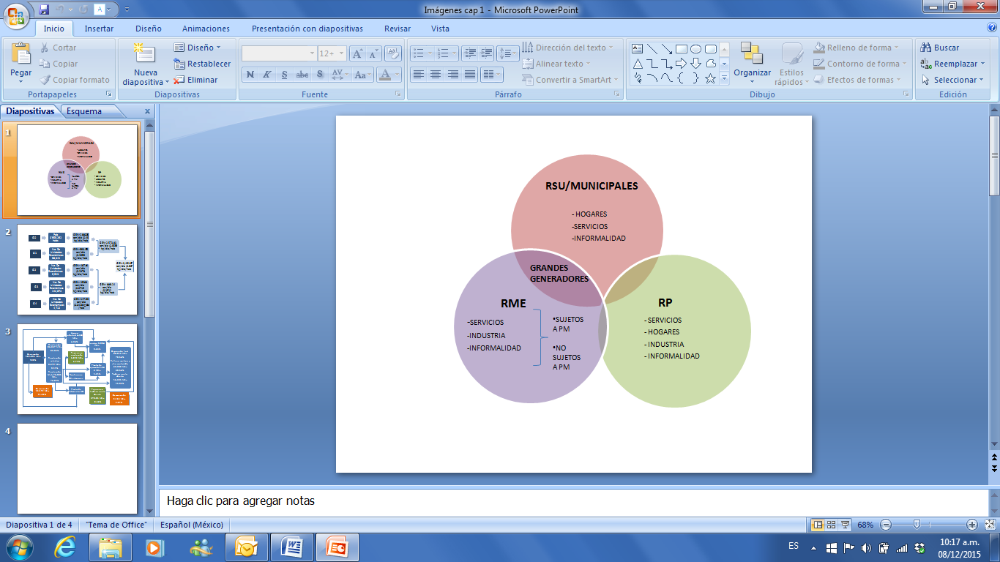 Imágenes cap 1 - Microsoft PowerPoint
Inicio
Insertar
Diseño
Animaciones
Presentación con diapositivas
Revisar
Vista
Pegar
Cortar
Copiar
Copiar formato
Portapapeles
Nueva
diapositiva
Diseño
Restablecer
Eliminar
Diapositivas
12+
N K S abc S AV Aa A
Fuente
Dirección del texto
Alinear texto
Convertir a SmartArt
Párrafo
Organizar
Estilos
rápidos
Relleno de forma
Contorno de forma
Efectos de formas
Dibujo
Buscar
Reemplazar
Seleccionar
Edición
Diapositivas
Esquema
x
1
2
3
4
RSU/MUNICIPALES
- HOGARES
-SERVICIOS
-INFORMALIDAD
GRANDES
GENERADORES
RME
-SERVICIOS
-INDUSTRIA
-INFORMALIDAD
•SUJETOS
A PM
•NO
SUJETOS
A PM
RP
- SERVICIOS
- HOGARES
- INDUSTRIA
- INFORMALIDAD
Haga clic para agregar notas
Diapositiva 1 de 4
"Tema de Office"
Español (México)
68%
ES
10:17 a.m.
08/12/2015